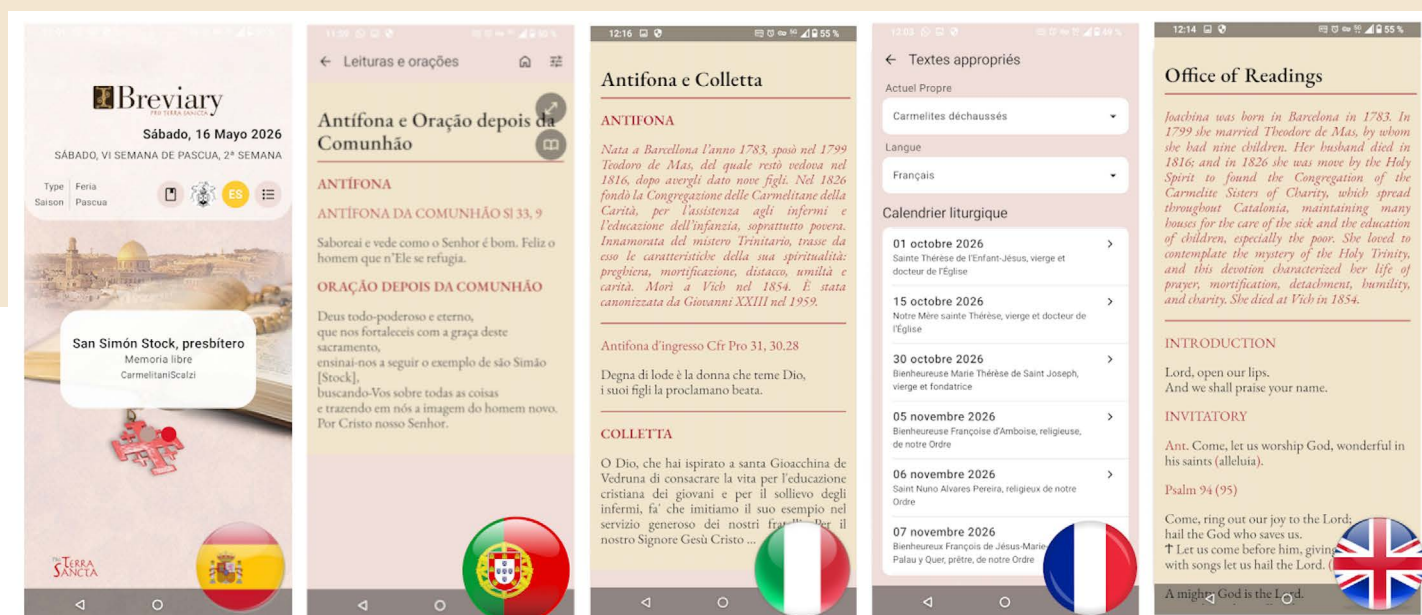 iBreviary
PRO TERRA SANCTA
Sábado, 16 Mayo 2026
SÁBADO, VI SEMANA DE PASCUA, 2ª SEMANA
Type Feria
Saison Pascua
ES
San Simón Stock, presbítero
Memoria libre
CarmelitaniScalzi
PRO TERRA
SANCTA
11:59
Leituras e orações
Antífona e Oração depois da
Comunhão
ANTÍFONA
ANTÍFONA DA COMUNHÃO Sl 33, 9
Saboreai e vede como o Senhor é bom. Feliz o
homem que n'Ele se refugia.
ORAÇÃO DEPOIS DA COMUNHÃO
Deus todo-poderoso e eterno,
que nos fortaleceis com a graça deste
sacramento,
ensinai-nos a seguir o exemplo de são Simão
[Stock],
buscando-Vos sobre todas as coisas
e trazendo em nós a imagem do homem novo.
Por Cristo nosso Senhor.
12:16 55 %
Antifona e Colletta
ANTIFONA
Nata a Barcellona l'anno 1783, sposò nel 1799
Teodoro de Mas, del quale restò vedova nel
1816, dopo avergli dato nove figli. Nel 1826
fondò la Congregazione delle Carmelitane della
Carità, per l'assistenza agli infermi e
l'educazione dell'infanzia, soprattutto povera.
Innamorata del mistero Trinitario, trasse da
esso le caratteristiche della sua spiritualità:
preghiera, mortificazione, distacco, umiltà e
carità. Morì a Vich nel 1854. È stata
canonizzata da Giovanni XXIII nel 1959.
Antifona d'ingresso Cfr Pro 31, 30.28
Degna di lode è la donna che teme Dio,
i suoi figli la proclamano beata.
COLLETTA
O Dio, che hai ispirato a santa Gioacchina de
Vedruna di consacrare la vita per l'educazione
cristiana dei giovani e per il sollievo degli
infermi, fa' che imitiamo il suo esempio nel
servizio generoso dei nostri Per il
nostro Signore Gesù Cristo ...
12:03
Textes appropriés
Actuel Propre
Carmelites déchaussés
Langue
Français
Calendrier liturgique
01 octobre 2026
Sainte Thérèse de l'Enfant-Jésus, vierge et
docteur de l'Église
15 octobre 2026
Notre Mère sainte Thérèse, vierge et docteur de
l'Église
30 octobre 2026
Bienheureuse Marie Thérèse de Saint Joseph,
vierge et fondatrice
05 novembre 2026
Bienheureuse Françoise d'Amboise, religieuse,
de notre Ordre
06 novembre 2026
Saint Nuno Alvares Pereira, religieux de notre
Ordre
07 novembre 2026
Bienheureux François de Jésus-Marie-
Palau y Quer, prêtre, de notre Ordre
12:14 55 %
Office of Readings
Joachina was born in Barcelona in 1783. In
1799 she married Theodore de Mas, by whom
she had nine children. Her husband died in
1816; and in 1826 she was move by the Holy
Spirit to found the Congregation of the
Carmelite Sisters of Charity, which spread
throughout Catalonia, maintaining many
houses for the care of the sick and the education
of children, especially the poor. She loved to
contemplate the mystery of the Holy Trinity,
and this devotion characterized her life of
prayer, mortification, detachment, humility,
and charity. She died at Vich in 1854.
INTRODUCTION
Lord, open our lips.
And we shall praise your name.
INVITATORY
Ant. Come, let us worship God, wonderful in
his saints (alleluia).
Psalm 94 (95)
Come, ring out our joy to the Lord;
hail the God who saves us.
† Let us come before him, giving
with songs let us hail the Lord. (
A mighty God is the Lord.